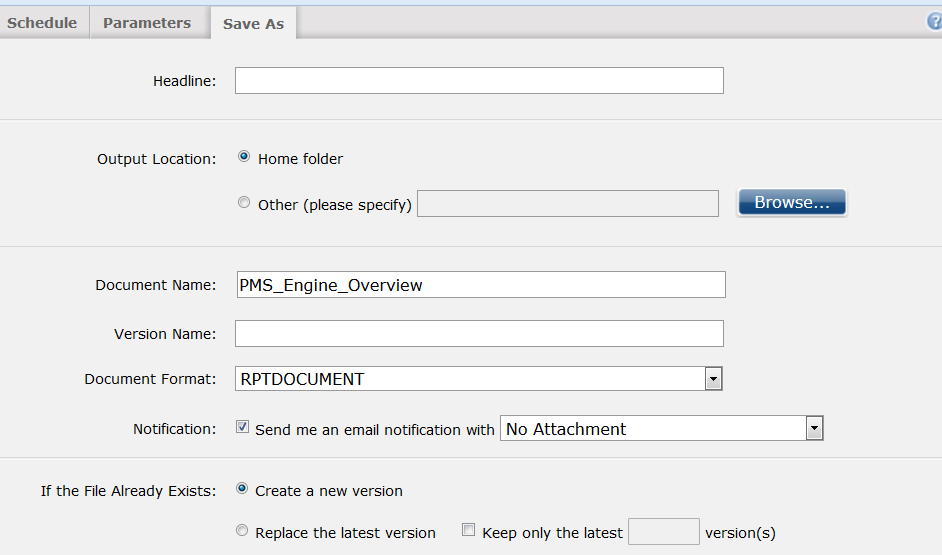 Schedule Parameters Save As ?
Headline:
Output Location: Home folder
Other (please specify) Browse...
Document Name: PMS_Engine_Overview
Version Name:
Document Format: RPTDOCUMENT
Notification: Send me an email notification with No Attachment
If the File Already Exists: Create a new version
Replace the latest version Keep only the latest version(s)